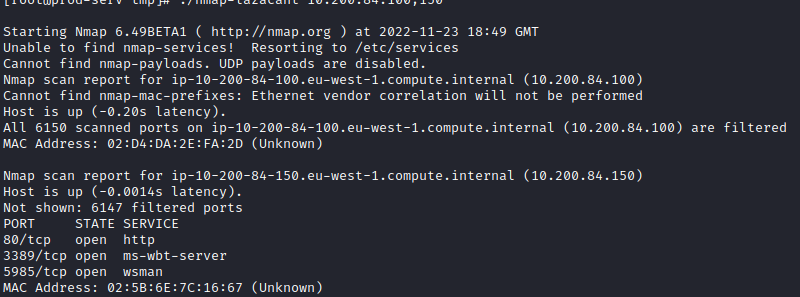 [root@prod-serv tmp]# ./nmap-lazacant 10.200.84.100,150
Starting Nmap 6.49BETA1 ( http://nmap.org ) at 2022-11-23 18:49 GMT
Unable to find nmap-services!  Resorting to /etc/services
Cannot find nmap-payloads. UDP payloads are disabled.
Nmap scan report for ip-10-200-84-100.eu-west-1.compute.internal (10.200.84.100)
Cannot find nmap-mac-prefixes: Ethernet vendor correlation will not be performed
Host is up (-0.20s latency).
All 6150 scanned ports on ip-10-200-84-100.eu-west-1.compute.internal (10.200.84.100) are filtered
MAC Address: 02:D4:DA:2E:FA:2D (Unknown)
Nmap scan report for ip-10-200-84-150.eu-west-1.compute.internal (10.200.84.150)
Host is up (-0.0014s latency).
Not shown: 6147 filtered ports
PORT     STATE SERVICE
80/tcp   open  http
3389/tcp open  ms-wbt-server
5985/tcp open  wsman
MAC Address: 02:5B:6E:7C:16:67 (Unknown)